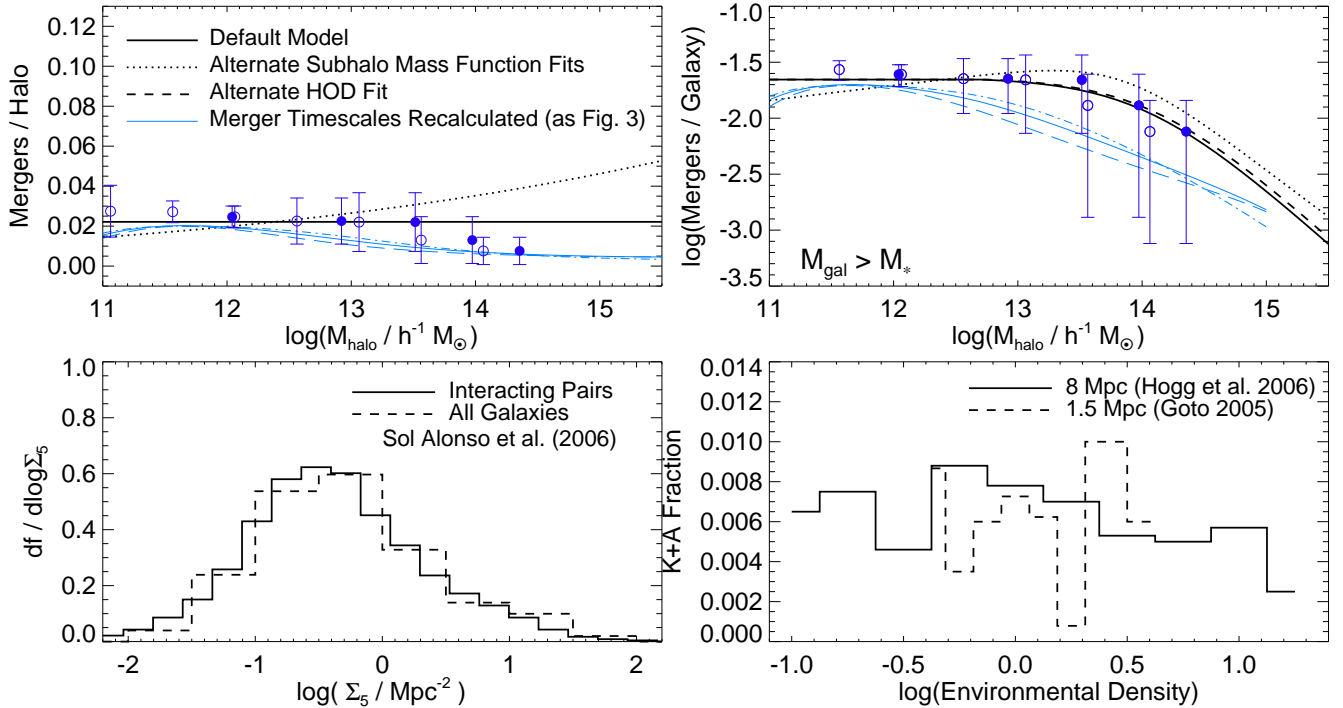 0.12
0.10
0.08
0.06
0.04
0.02
0.00
Mergers / Halo
Default Model
Alternate Subhalo Mass Function Fits
Alternate HOD Fit
Merger Timescales Recalculated (as Fig. 3)
11 12 13 14 15
log(M_halo / h^-1 M_⊙)
-1.0
-1.5
-2.0
-2.5
-3.0
-3.5
log(Mergers / Galaxy)
M_gal > M_*
11 12 13 14 15
log(M_halo / h^-1 M_⊙)
1.0
0.8
0.6
0.4
0.2
0.0
df / dlogΣ_5
Interacting Pairs
All Galaxies
Sol Alonso et al. (2006)
-2 -1 0 1 2
log( Σ_5 / Mpc^-2 )
0.014
0.012
0.010
0.008
0.006
0.004
0.002
0.000
K+A Fraction
8 Mpc (Hogg et al. 2006)
1.5 Mpc (Goto 2005)
-1.0 -0.5 0.0 0.5 1.0
log(Environmental Density)